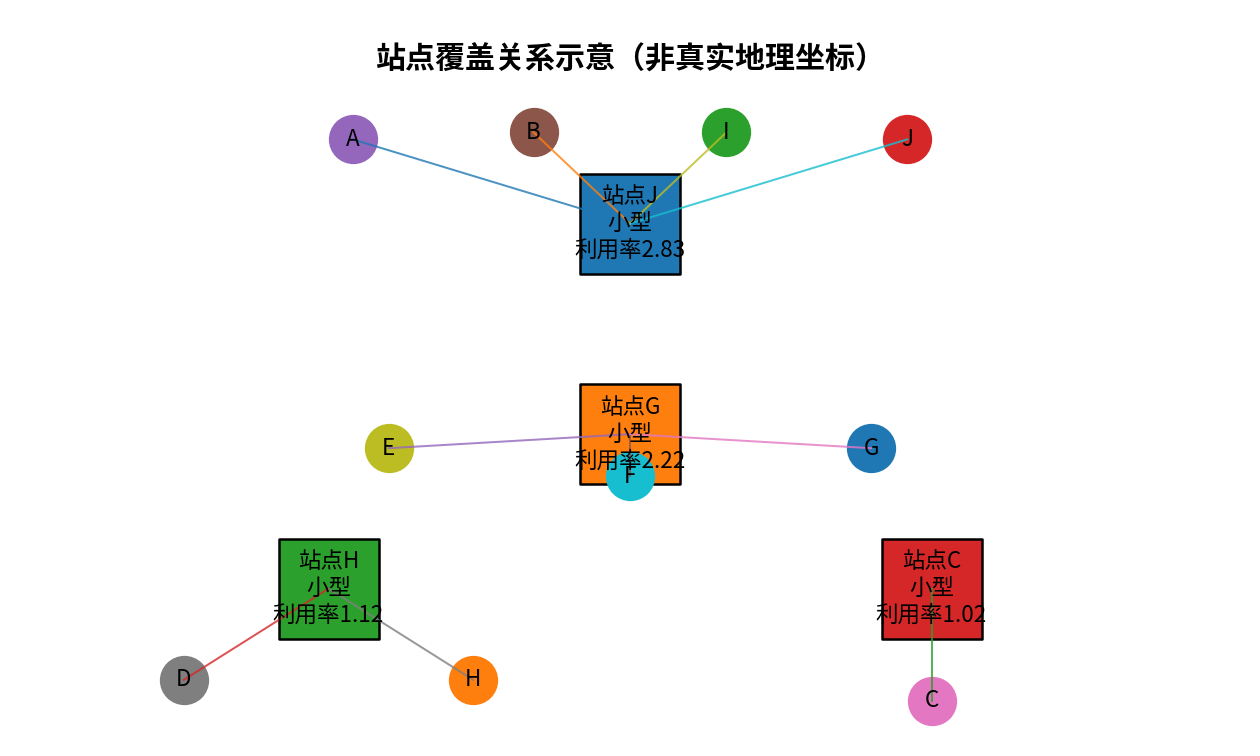 站点覆盖关系示意（非真实地理坐标）
A
B
I
J
站点J
小型
利用率2.83
站点G
小型
利用率2.22
E
F
G
站点H
小型
利用率1.12
站点C
小型
利用率1.02
D
H
C